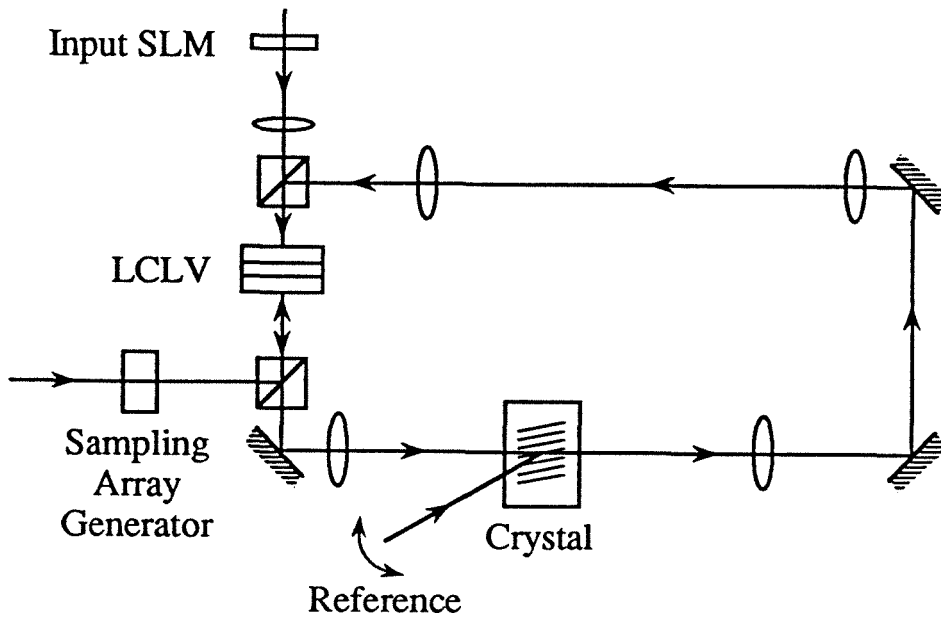 Input SLM
LCLV
Sampling
Array
Generator
Crystal
Reference